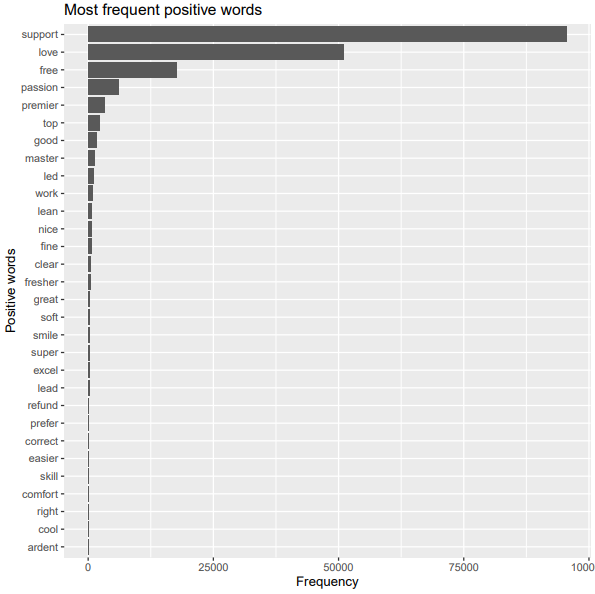 Most frequent positive words
support
love
free
passion
premier
top
good
master
led
work
lean
nice
fine
clear
fresher
great
soft
smile
super
excel
lead
refund
prefer
correct
easier
skill
comfort
right
cool
ardent
Positive words
0 25000 50000 75000 1000
Frequency